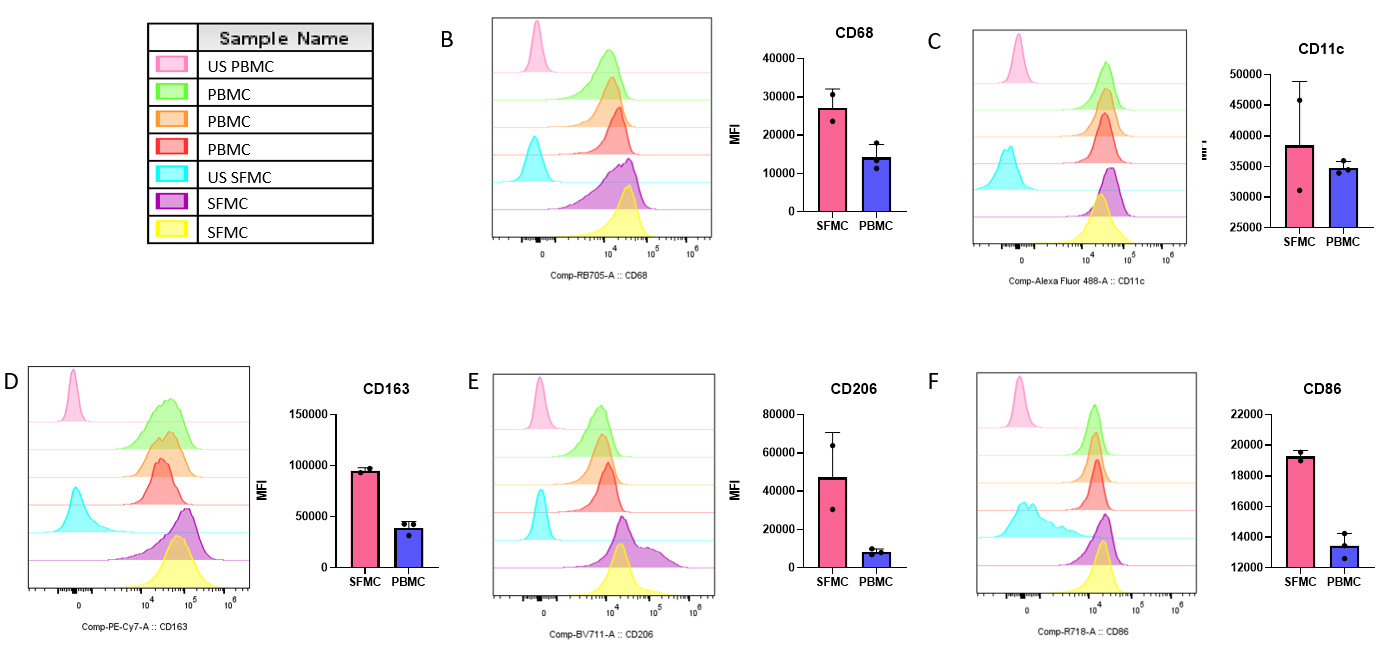 Sample Name
US PBMC
PBMC
PBMC
PBMC
US SFMC
SFMC
SFMC
B
0
10^4
10^5
10^6
Comp-RB705-A :: CD68
CD68
MFI
40000
30000
20000
10000
0
SFMC PBMC
C
0
10^4
10^5
10^6
Comp-Alexa Fluor 488-A :: CD11c
CD11c
50000
45000
40000
35000
30000
25000
SFMC PBMC
D
0
10^4
10^5
10^6
Comp-PE-Cy7-A :: CD163
CD163
MFI
150000
100000
50000
0
SFMC PBMC
E
0
10^4
10^5
10^6
Comp-BV711-A :: CD206
CD206
MFI
80000
60000
40000
20000
0
SFMC PBMC
F
0
10^4
10^5
10^6
Comp-R718-A :: CD86
CD86
22000
20000
18000
16000
14000
12000
SFMC PBMC